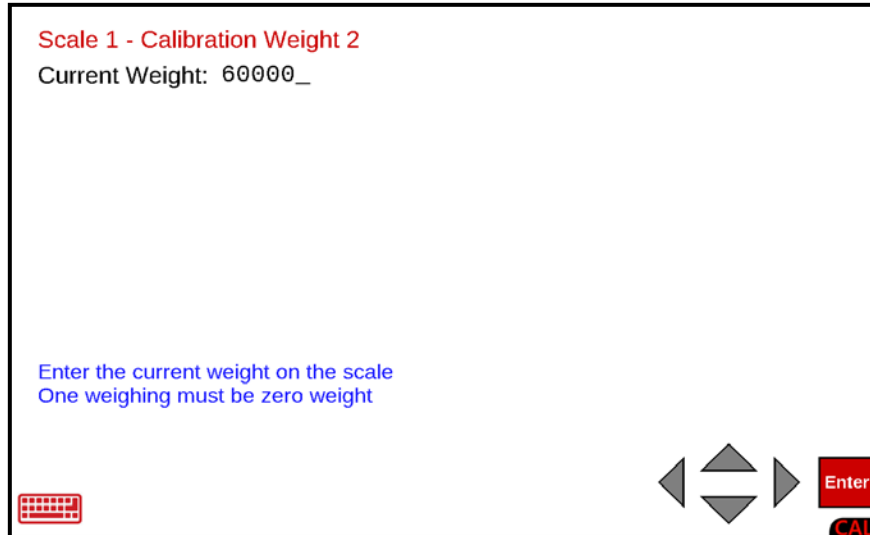 Scale 1 - Calibration Weight 2
Current Weight: 60000_
Enter the current weight on the scale
One weighing must be zero weight
Enter
CAL